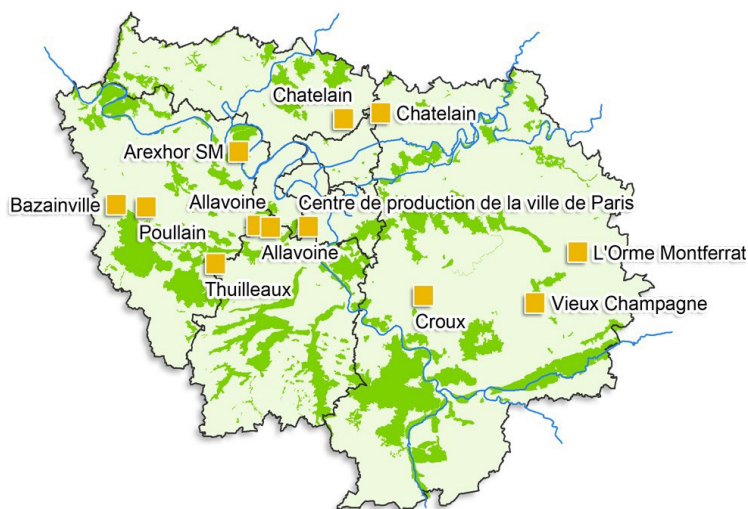 Chatelain
Chatelain
Arexhor SM
Bazainville
Allavoine
Centre de production de la ville de Paris
Poullain
Allavoine
L'Orme Montferrat
Thuilleaux
Croux
Vieux Champagne